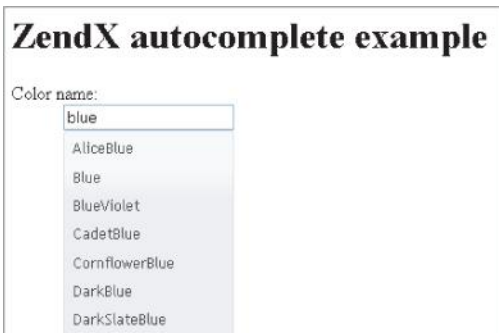 ZendX autocomplete example
Color name:
blue
AliceBlue
Blue
BlueViolet
CadetBlue
CornflowerBlue
DarkBlue
DarkSlateBlue